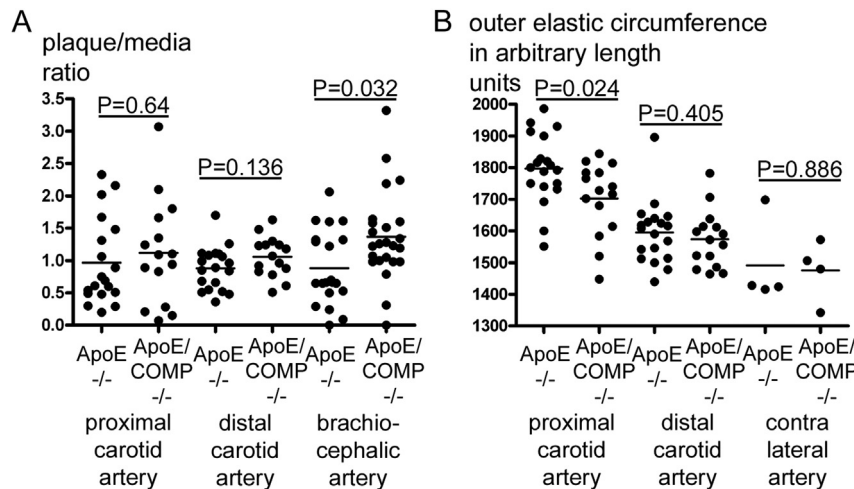 A
plaque/media
ratio
P=0.64
P=0.136
P=0.032
3.5
3.0
2.5
2.0
1.5
1.0
0.5
0.0
ApoE
-/-
ApoE/
COMP
-/-
ApoE
-/-
ApoE/
COMP
-/-
ApoE
-/-
ApoE/
COMP
-/-
proximal
carotid
artery
distal
carotid
artery
brachio-
cephalic
artery
B
outer elastic circumference
in arbitrary length
units
P=0.024
P=0.405
P=0.886
2000
1900
1800
1700
1600
1500
1400
1300
ApoE
-/-
ApoE/
COMP
-/-
ApoE
-/-
ApoE/
COMP
-/-
ApoE
-/-
ApoE/
COMP
-/-
proximal
carotid
artery
distal
carotid
artery
contra
lateral
artery